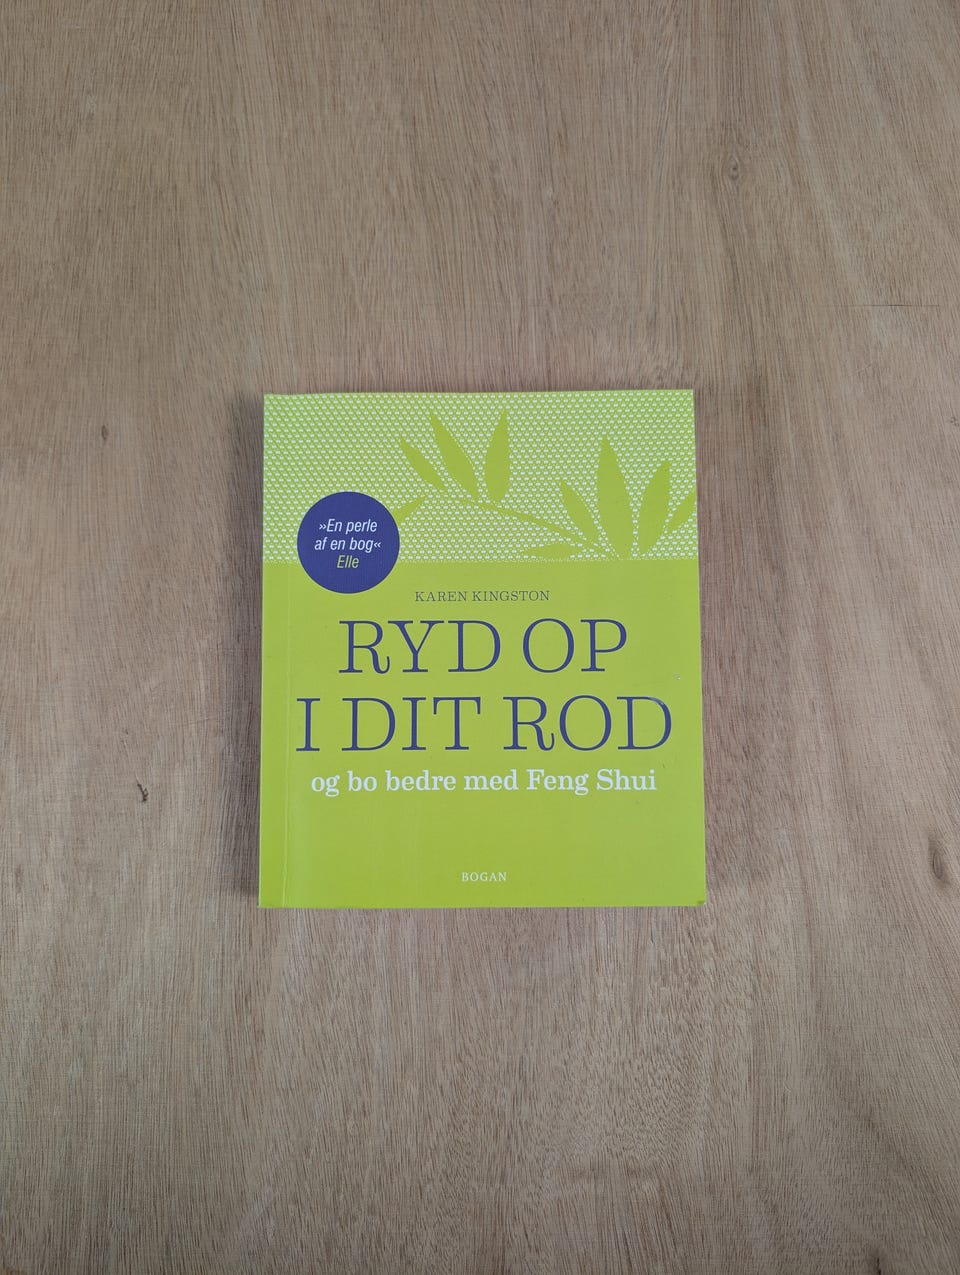 »En perle
af en bog«
Elle
KAREN KINGSTON
RYD OP
I DIT ROD
og bo bedre med Feng Shui
BOGAN